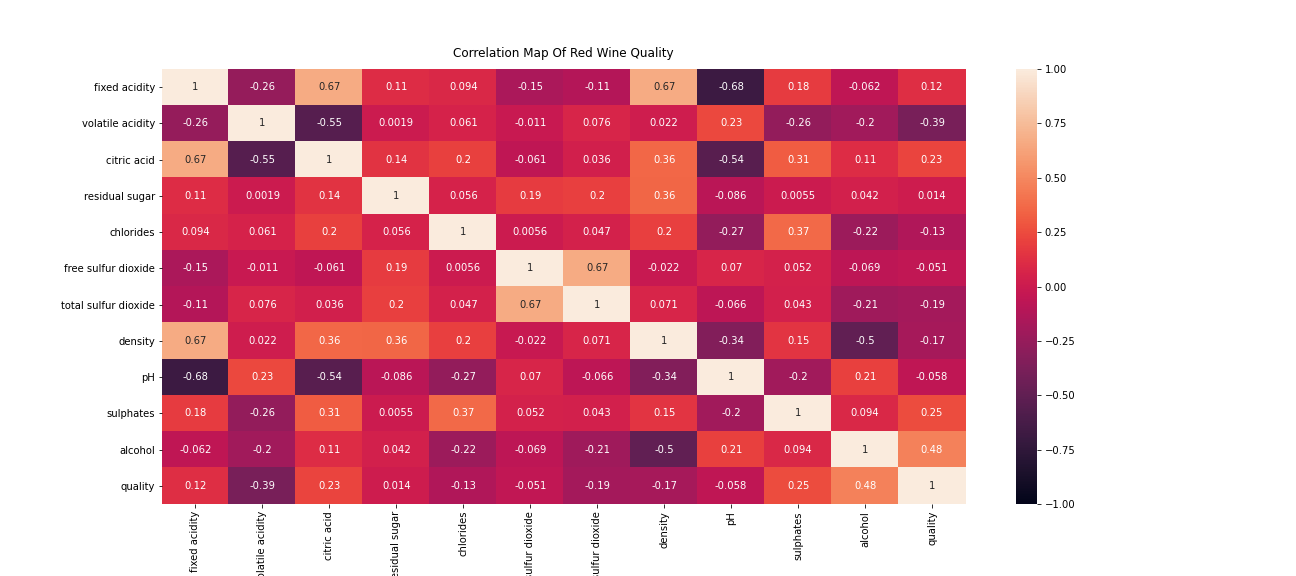 Correlation Map Of Red Wine Quality
fixed acidity 1 -0.26 0.67 0.11 0.094 -0.15 -0.11 0.67 -0.68 0.18 -0.062 0.12
volatile acidity -0.26 1 -0.55 0.0019 0.061 -0.011 0.076 0.022 0.23 -0.26 -0.2 -0.39
citric acid 0.67 -0.55 1 0.14 0.2 -0.061 0.036 0.36 -0.54 0.31 0.11 0.23
residual sugar 0.11 0.0019 0.14 1 0.056 0.19 0.2 0.36 -0.086 0.0055 0.042 0.014
chlorides 0.094 0.061 0.2 0.056 1 0.0056 0.047 0.2 -0.27 0.37 -0.22 -0.13
free sulfur dioxide -0.15 -0.011 -0.061 0.19 0.0056 1 0.67 -0.022 0.07 0.052 -0.069 -0.051
total sulfur dioxide -0.11 0.076 0.036 0.2 0.047 0.67 1 0.071 -0.066 0.043 -0.21 -0.19
density 0.67 0.022 0.36 0.36 0.2 -0.022 0.071 1 -0.34 0.15 -0.5 -0.17
pH -0.68 0.23 -0.54 -0.086 -0.27 0.07 -0.066 -0.34 1 -0.2 0.21 -0.058
sulphates 0.18 -0.26 0.31 0.0055 0.37 0.052 0.043 0.15 -0.2 1 0.094 0.25
alcohol -0.062 -0.2 0.11 0.042 -0.22 -0.069 -0.21 -0.5 0.21 0.094 1 0.48
quality 0.12 -0.39 0.23 0.014 -0.13 -0.051 -0.19 -0.17 -0.058 0.25 0.48 1
fixed acidity
olatile acidity
citric acid
esidual sugar
chlorides
sulfur dioxide
sulfur dioxide
density
pH
sulphates
alcohol
quality
1.00
0.75
0.50
0.25
0.00
−0.25
−0.50
−0.75
−1.00